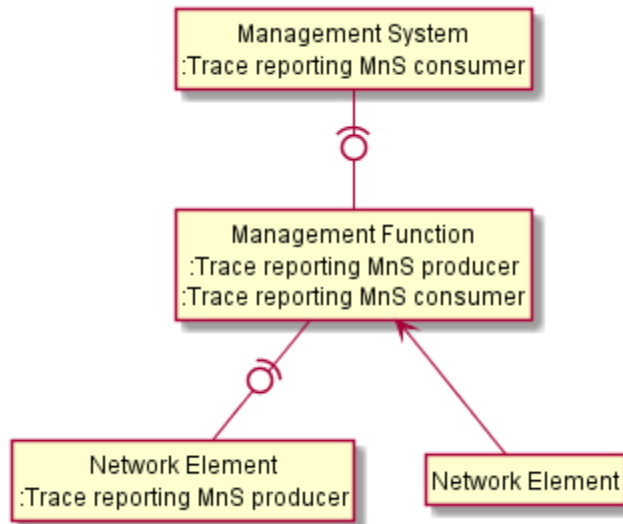 Management System
:Trace reporting MnS consumer
Management Function
:Trace reporting MnS producer
:Trace reporting MnS consumer
Network Element
:Trace reporting MnS producer
Network Element